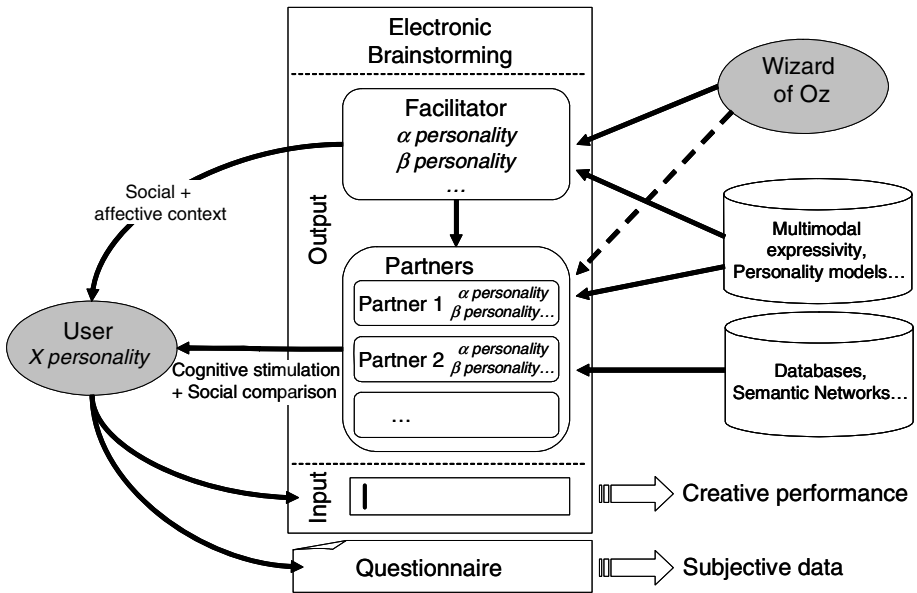 Electronic
Brainstorming
Facilitator
α personality
β personality
...
Wizard
of Oz
Social +
affective context
Output
Multimodal
expressivity,
Personality models...
Partners
Partner 1
α personality
β personality...
User
X personality
Partner 2
α personality
β personality...
Cognitive stimulation
+ Social comparison
...
Databases,
Semantic Networks...
Input
Creative performance
Questionnaire
Subjective data